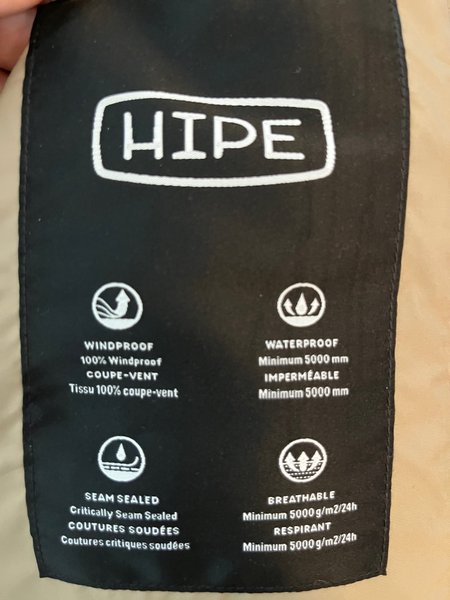 HIPE
WINDPROOF
100% Windproof
COUPE-VENT
Tissu 100% coupe-vent
WATERPROOF
Minimum 5000 mm
IMPERMÉABLE
Minimum 5000 mm
SEAM SEALED
Critically Seam Sealed
COUTURES SOUDÉES
Coutures critiques soudées
BREATHABLE
Minimum 5000 g/m2/24h
RESPIRANT
Minimum 5000 g/m2/24h